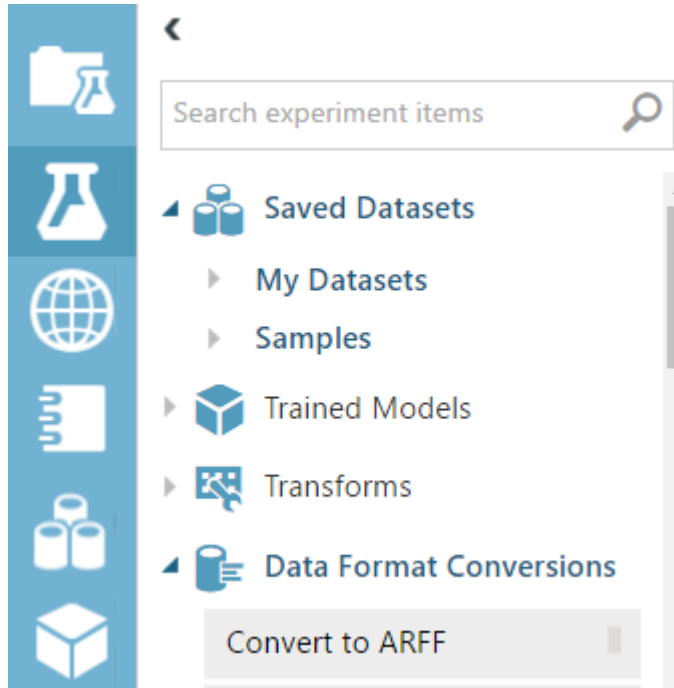 Search experiment items
Saved Datasets
My Datasets
Samples
Trained Models
Transforms
Data Format Conversions
Convert to ARFF